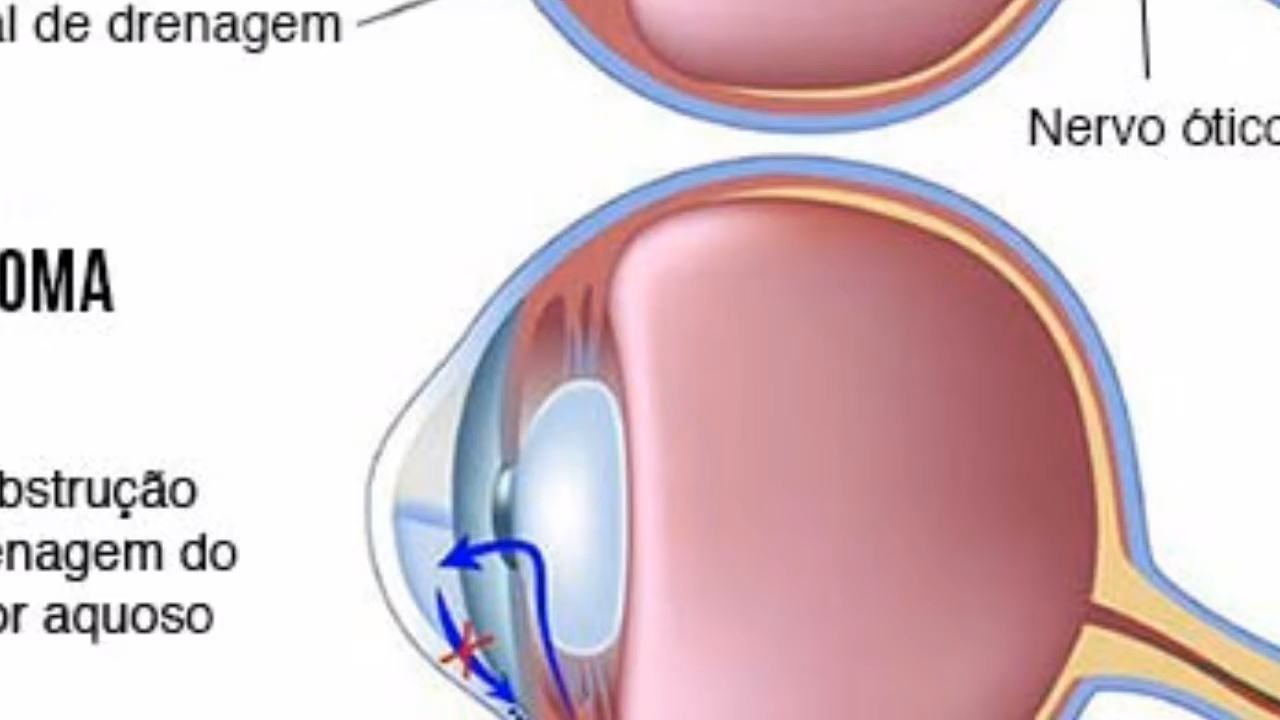 al de drenagem
Nervo ótico
OMA
bstrução
enagem do
or aquoso